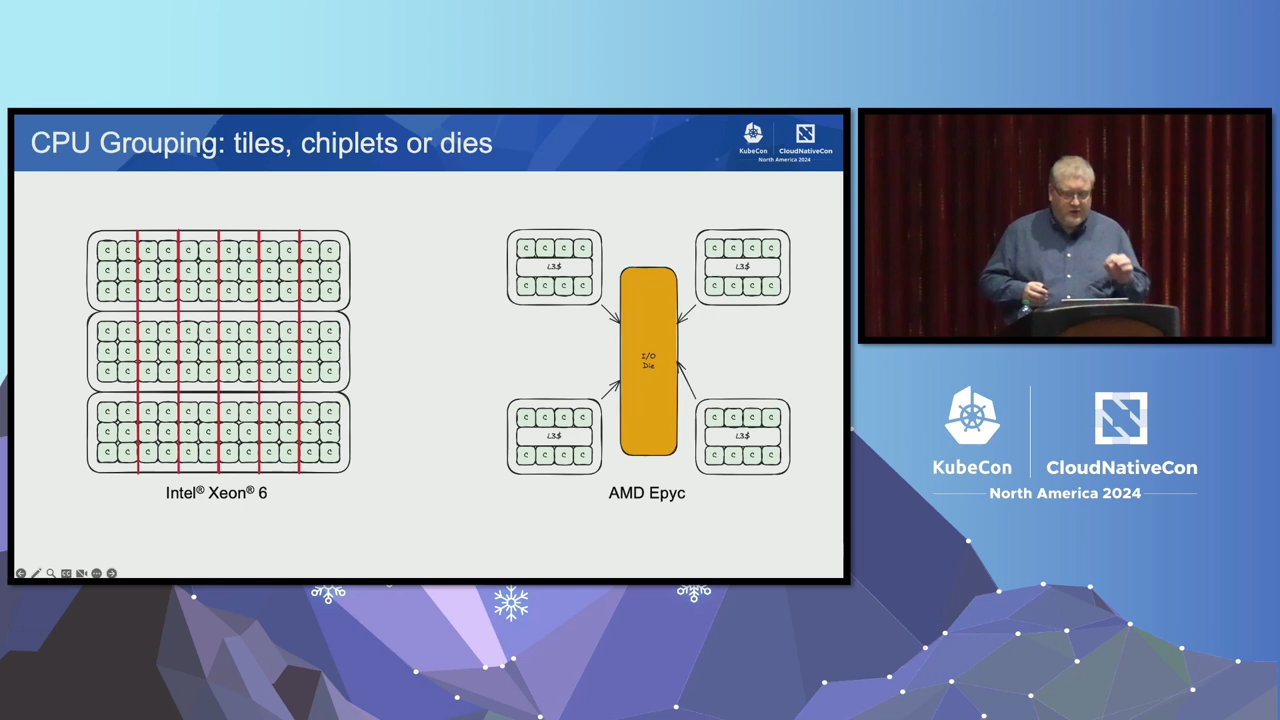 CPU Grouping: tiles, chiplets or dies
KubeCon
CloudNativeCon
North America 2024
C C C C C C C C C C C C
C C C C C C C C C C C C
C C C C C C C C C C C C
C C C C C C C C C C C C
C C C C C C C C C C C C
C C C C C C C C C C C C
C C C C C C C C C C C C
C C C C C C C C C C C C
C C C C C C C C C C C C
Intel® Xeon® 6
C C C C
L3$
C C C C
C C C C
L3$
C C C C
I/O
Die
C C C C
L3$
C C C C
C C C C
L3$
C C C C
AMD Epyc
KubeCon
CloudNativeCon
North America 2024